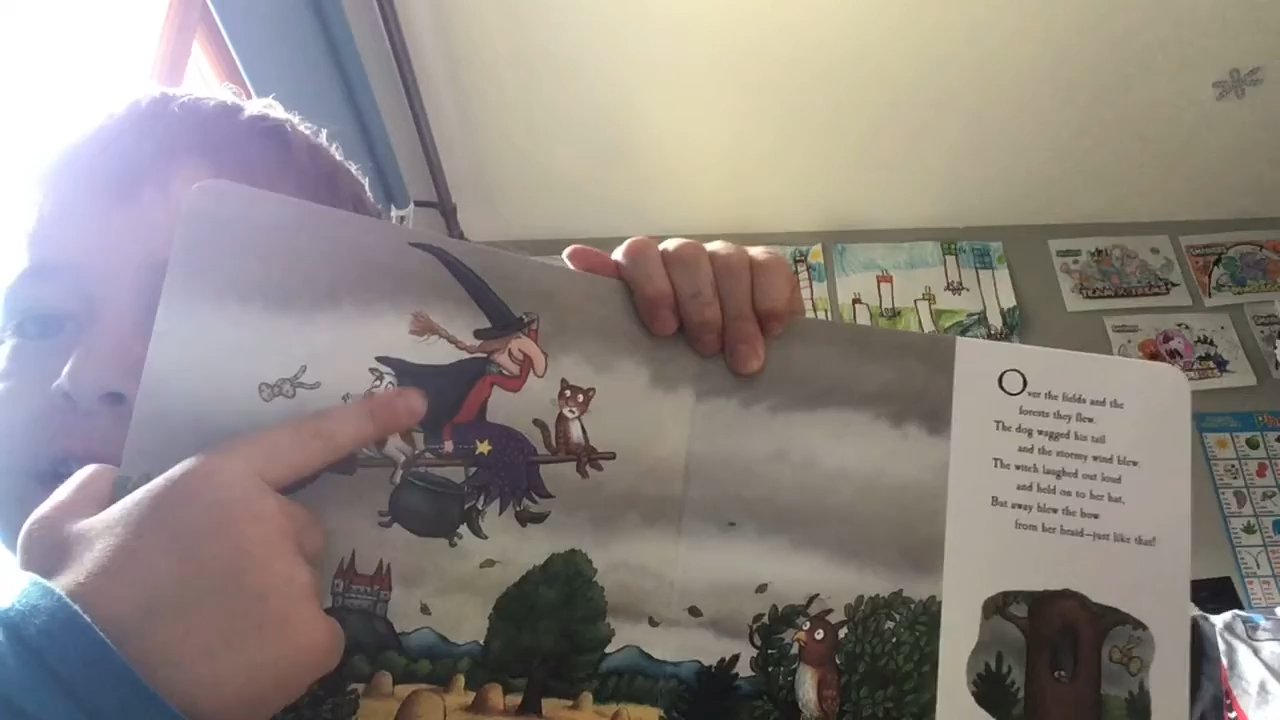 Over the fields and the
forests they flew.
The dog wagged his tail
and the stormy wind blew.
The witch laughed out loud
and held on to her hat,
But away blew the bow
from her braid—just like that!